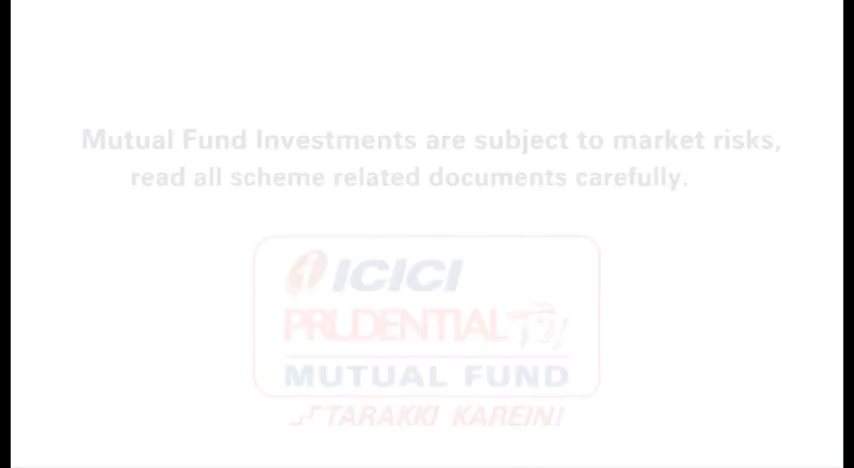 Mutual Fund Investments are subject to market risks,
read all scheme related documents carefully.
ICICI
PRUDENTIAL
MUTUAL FUND
TARAKKI KAREIN!